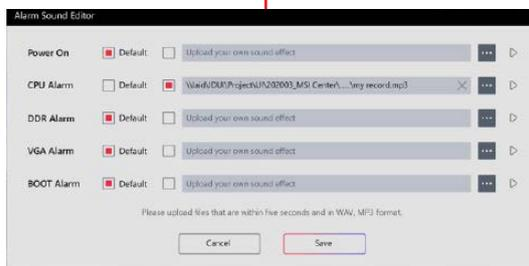 Alarm Sound Editor
Power On Default Upload your own sound effect ...
CPU Alarm Default \\laid\IDUI\Project\UI\202003_MSI Center\.....\my record.mp3 ...
DDR Alarm Default Upload your own sound effect ...
VGA Alarm Default Upload your own sound effect ...
BOOT Alarm Default Upload your own sound effect ...
Please upload files that are within five seconds and in WAV, MP3 format.
Cancel Save